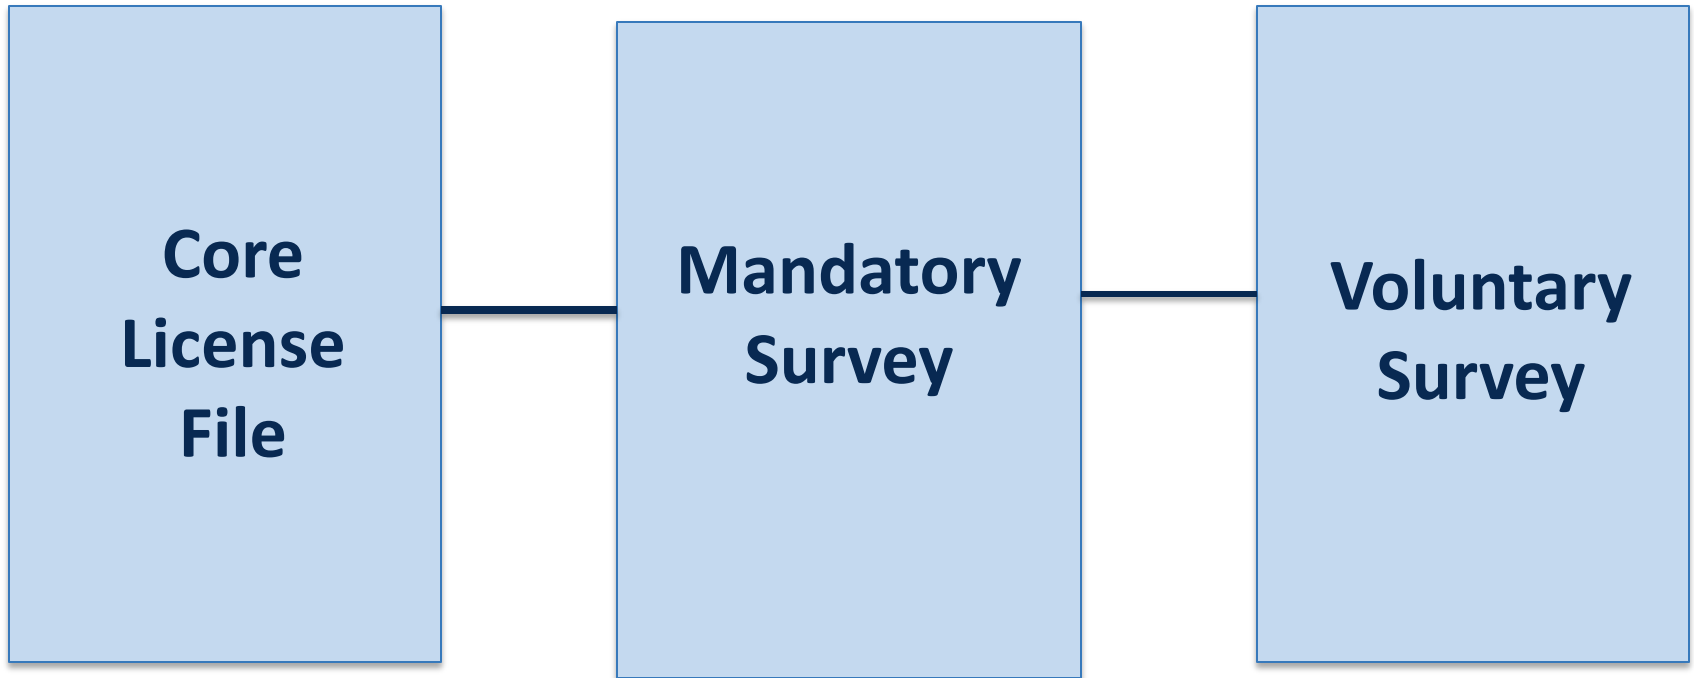 Core
License
File
Mandatory
Survey
Voluntary
Survey